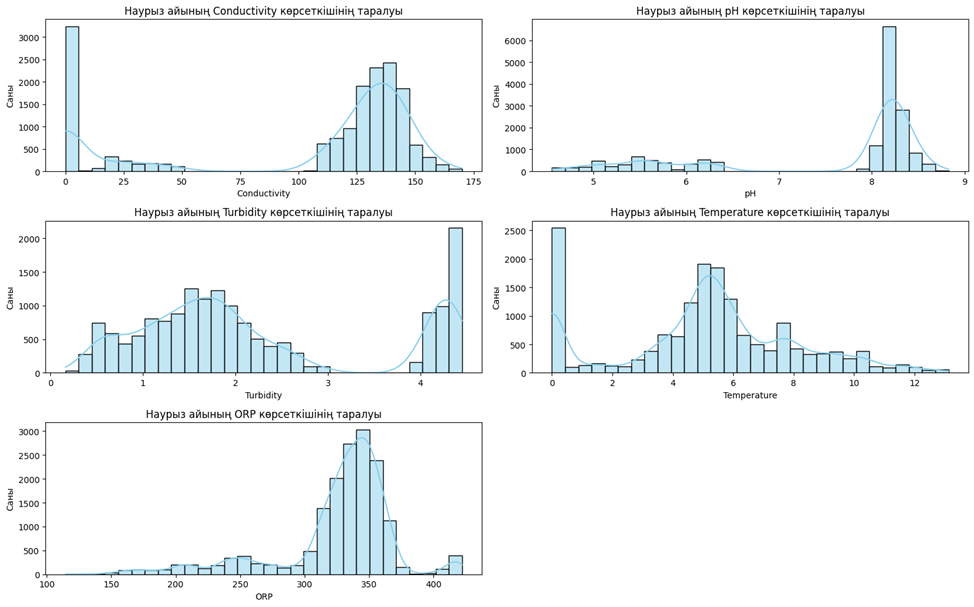 Наурыз айының Conductivity көрсеткішінің таралуы
Саны
3000
2500
2000
1500
1000
500
0
0 25 50 75 100 125 150 175
Conductivity
Наурыз айының pH көрсеткішінің таралуы
Саны
6000
5000
4000
3000
2000
1000
0
5 6 7 8 9
pH
Наурыз айының Turbidity көрсеткішінің таралуы
Саны
2000
1500
1000
500
0
0 1 2 3 4
Turbidity
Наурыз айының Temperature көрсеткішінің таралуы
Саны
2500
2000
1500
1000
500
0
0 2 4 6 8 10 12
Temperature
Наурыз айының ORP көрсеткішінің таралуы
Саны
3000
2500
2000
1500
1000
500
0
100 150 200 250 300 350 400
ORP